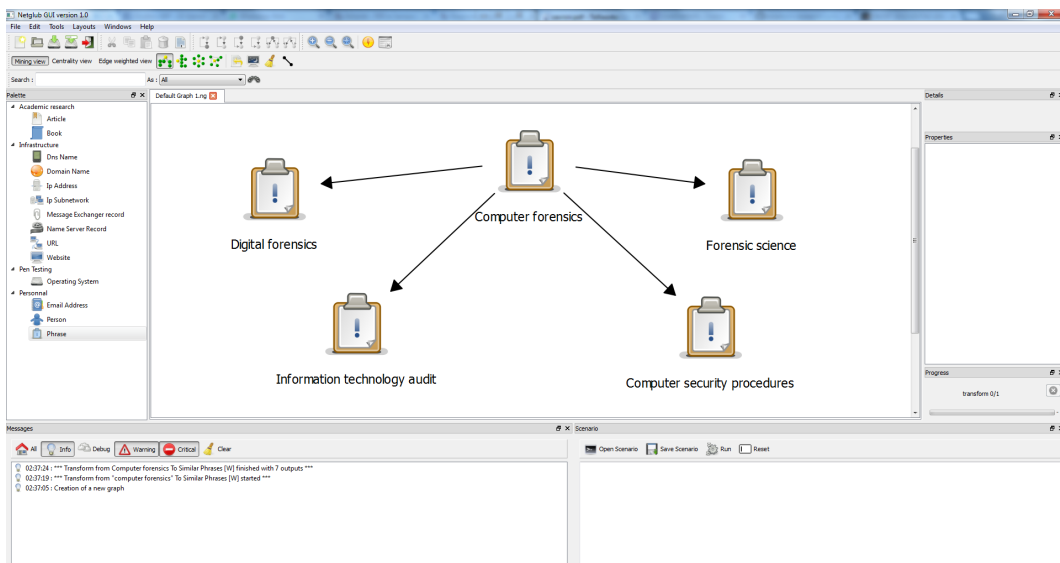 Netglub GUI version 1.0
File Edit Tools Layouts Windows Help
Mining view Centrality view Edge weighted view
Search : As : All
Palette
Academic research
Article
Book
Infrastructure
Dns Name
Domain Name
Ip Address
Ip Subnetwork
Message Exchanger record
Name Server Record
URL
Website
Pen Testing
Operating System
Personnal
Email Address
Person
Phrase
Default Graph 1.ng
Computer forensics
Digital forensics
Forensic science
Information technology audit
Computer security procedures
Details
Properties
Progress
transform 0/1
Messages
All Info Debug Warning Critical Clear
02:37:24 : *** Transform from Computer forensics To Similar Phrases [W] finished with 7 outputs ***
02:37:19 : *** Transform from "computer forensics" To Similar Phrases [W] started ***
02:37:05 : Creation of a new graph
Scenario
Open Scenario Save Scenario Run Reset